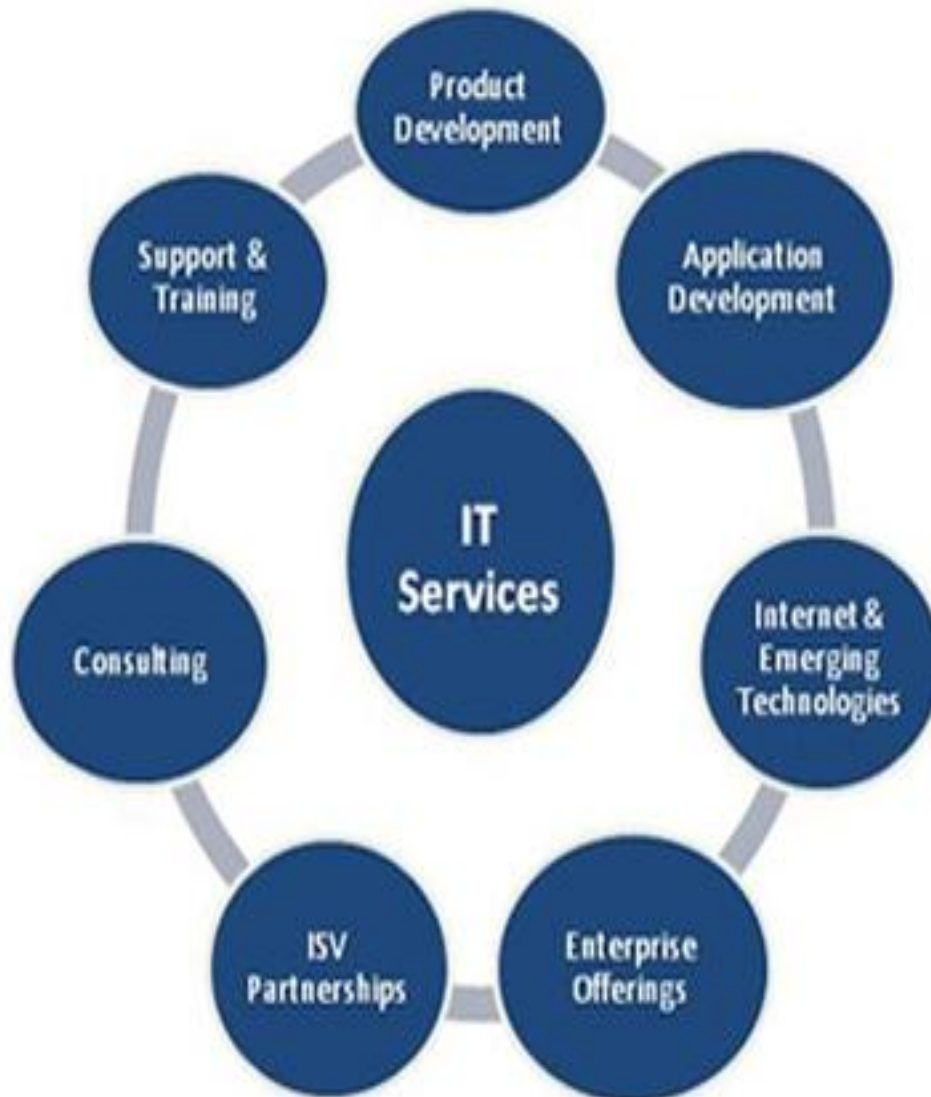 Product
Development
Application
Development
Internet &
Emerging
Technologies
Enterprise
Offerings
ISV
Partnerships
Consulting
Support &
Training
IT
Services